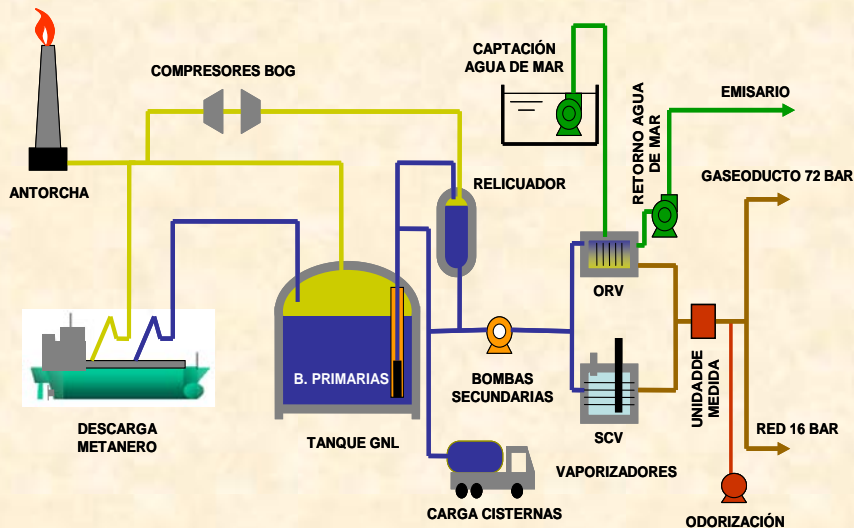 CAPTACIÓN
AGUA DE MAR
COMPRESORES BOG
EMISARIO
RETORNO AGUA
DE MAR
GASEODUCTO 72 BAR
ANTORCHA
RELICUADOR
ORV
B. PRIMARIAS
BOMBAS
SECUNDARIAS
UNIDADDE
MEDIDA
DESCARGA
METANERO
TANQUE GNL
SCV
RED 16 BAR
VAPORIZADORES
CARGA CISTERNAS
ODORIZACIÓN